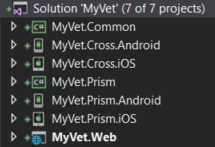 Solution 'MyVet' (7 of 7 projects)
MyVet.Common
MyVet.Cross.Android
MyVet.Cross.iOS
MyVet.Prism
MyVet.Prism.Android
MyVet.Prism.iOS
MyVet.Web